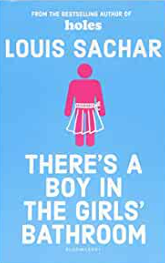 FROM THE BESTSELLING AUTHOR OF
holes
LOUIS SACHAR
THERE'S A
BOY IN
THE GIRLS'
BATHROOM
BLOOMSBURY